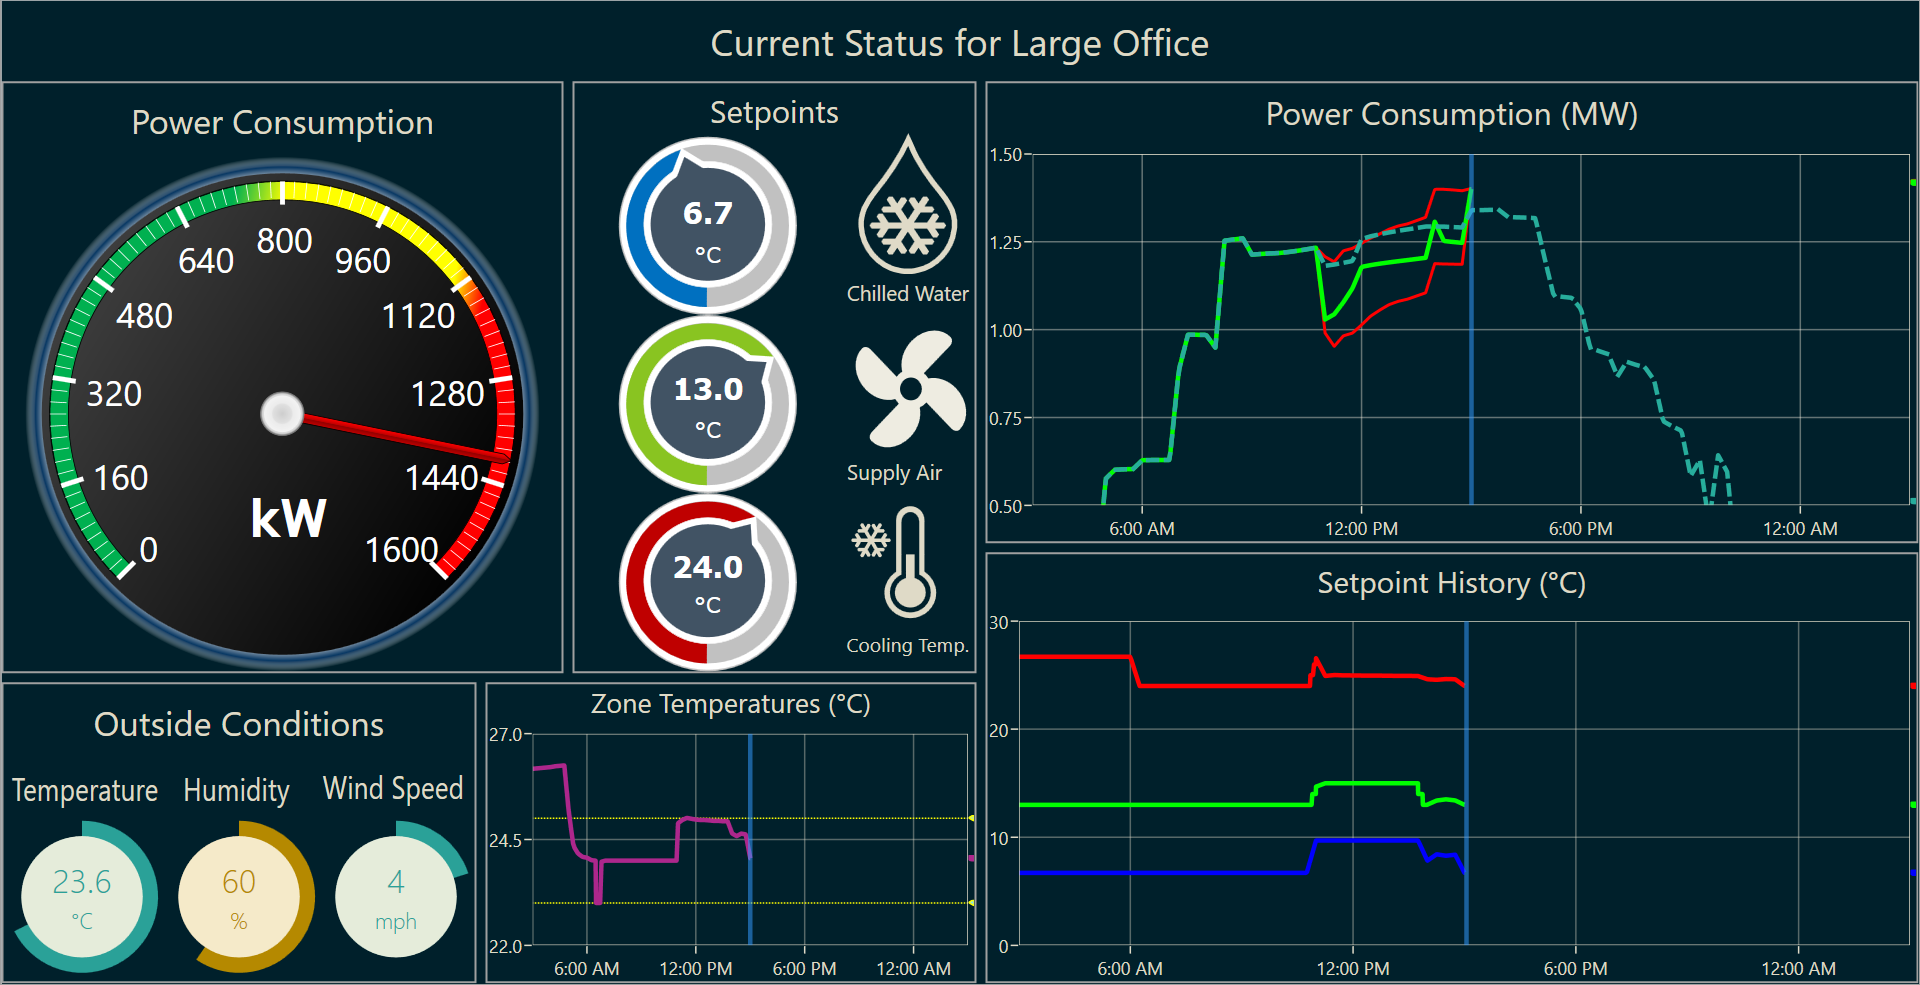 Current Status for Large Office
Power Consumption
0
160
320
480
640
800
960
1120
1280
1440
1600
kW
Setpoints
6.7
°C
Chilled Water
13.0
°C
Supply Air
24.0
°C
Cooling Temp.
Power Consumption (MW)
1.50
1.25
1.00
0.75
0.50
6:00 AM 12:00 PM 6:00 PM 12:00 AM
Outside Conditions
Temperature Humidity Wind Speed
23.6 60 4
°C % mph
Zone Temperatures (°C)
27.0
24.5
22.0
6:00 AM 12:00 PM 6:00 PM 12:00 AM
Setpoint History (°C)
30
20
10
0
6:00 AM 12:00 PM 6:00 PM 12:00 AM